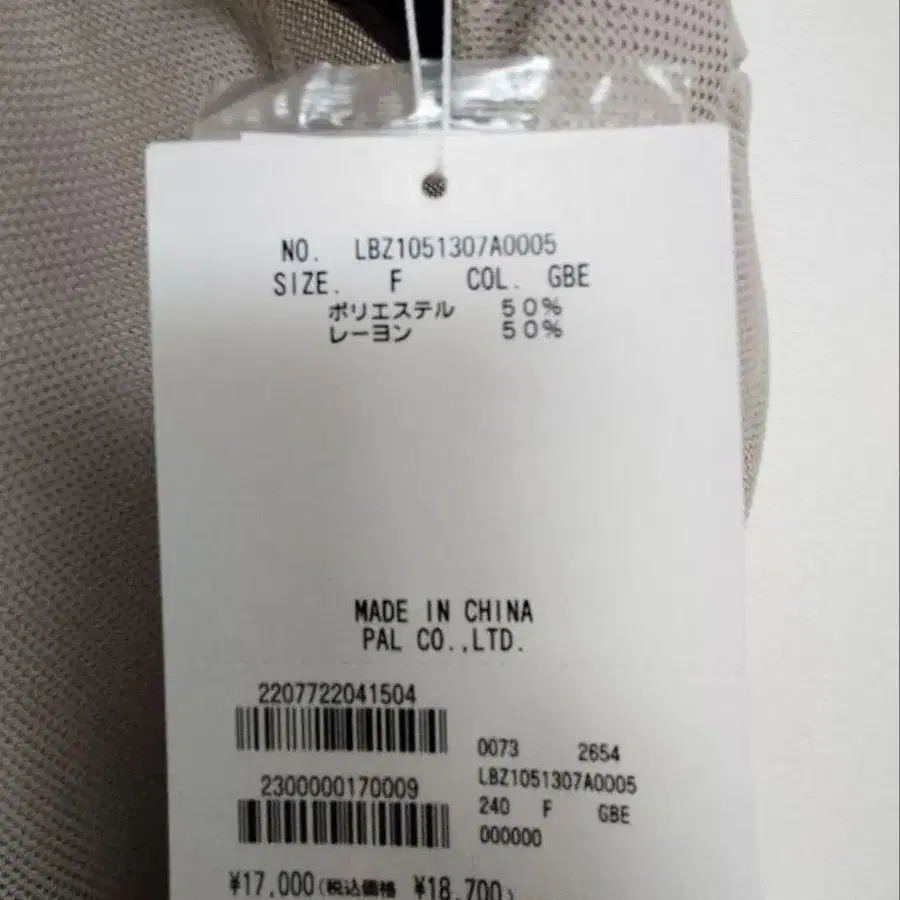 NO. LBZ1051307A0005
SIZE. F COL. GBE
ポリエステル 50%
レーヨン 50%
MADE IN CHINA
PAL CO.,LTD.
2207722041504
2300000170009
0073 2654
LBZ1051307A0005
240 F GBE
000000
¥17,000(税込価格 ¥18,700)